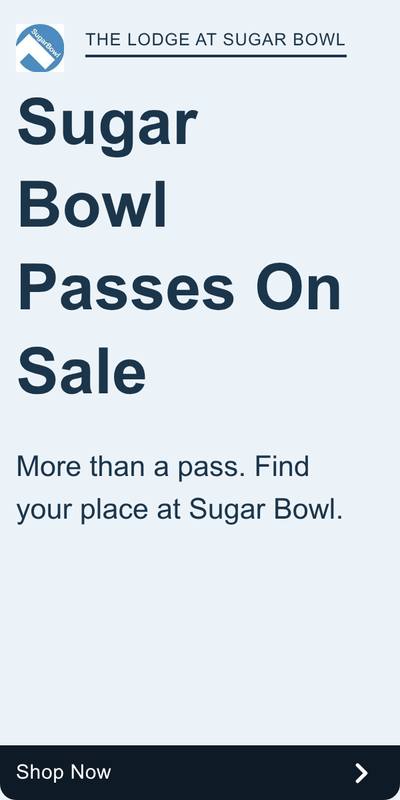 SugarBowl
THE LODGE AT SUGAR BOWL
Sugar
Bowl
Passes On
Sale
More than a pass. Find
your place at Sugar Bowl.
Shop Now